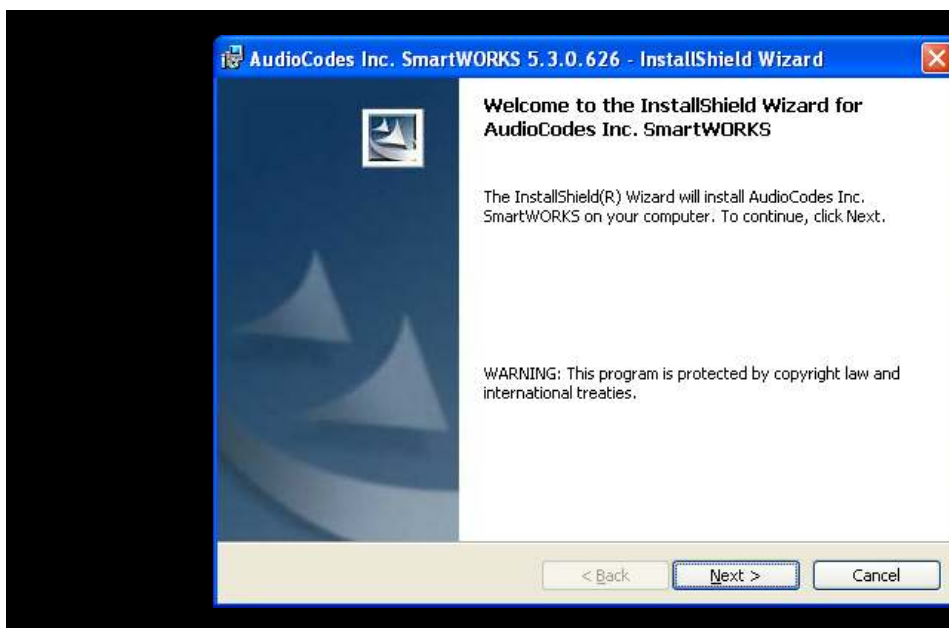 AudioCodes Inc. SmartWORKS 5.3.0.626 - InstallShield Wizard
Welcome to the InstallShield Wizard for
AudioCodes Inc. SmartWORKS
The InstallShield(R) Wizard will install AudioCodes Inc.
SmartWORKS on your computer. To continue, click Next.
WARNING: This program is protected by copyright law and
international treaties.
< Back
Next >
Cancel